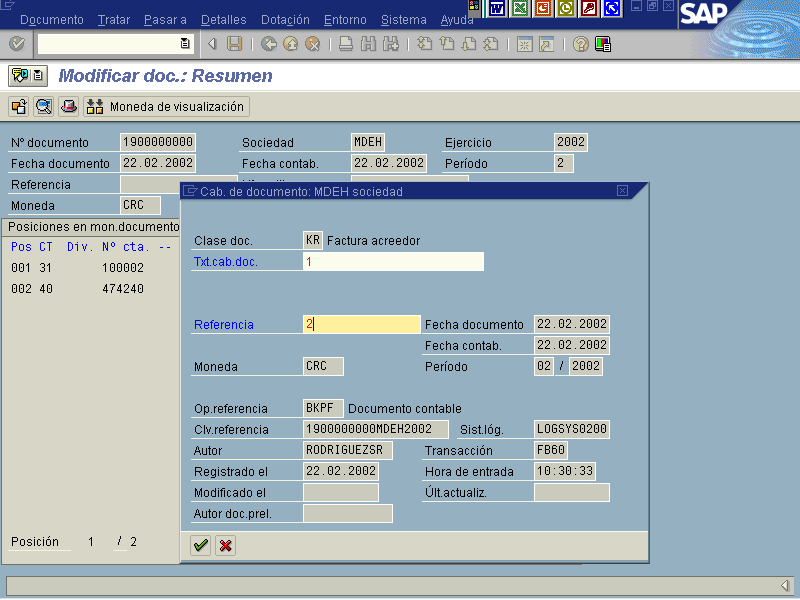 Documento Tratar Pasar a Detalles Dotación Entorno Sistema Ayuda
SAP
Modificar doc.: Resumen
Moneda de visualización
Nº documento 1900000000 Sociedad MDEH Ejercicio 2002
Fecha documento 22.02.2002 Fecha contab. 22.02.2002 Período 2
Referencia
Moneda CRC
Posiciones en mon.documento
Pos CT Div. Nº cta. --
001 31 100002
002 40 474240
Posición 1 / 2
Cab. de documento: MDEH sociedad
Clase doc. KR Factura acreedor
Txt.cab.doc. 1
Referencia 2 Fecha documento 22.02.2002
Fecha contab. 22.02.2002
Moneda CRC Período 02 / 2002
Op.referencia BKPF Documento contable
Clv.referencia 1900000000MDEH2002 Sist.lóg. LOGSYS0200
Autor RODRIGUEZSR Transacción FB60
Registrado el 22.02.2002 Hora de entrada 10:30:33
Modificado el Últ.actualiz.
Autor doc.prel.